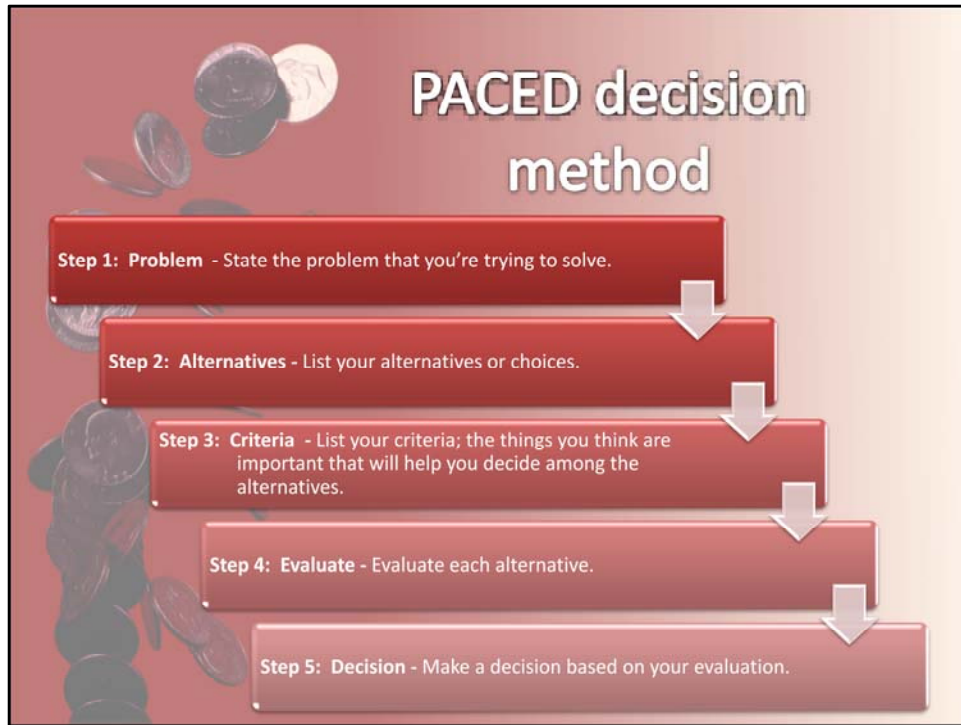 PACED decision
method
Step 1:  Problem  - State the problem that you're trying to solve.
Step 2:  Alternatives - List your alternatives or choices.
Step 3:  Criteria  - List your criteria; the things you think are
important that will help you decide among the
alternatives.
Step 4:  Evaluate - Evaluate each alternative.
Step 5:  Decision - Make a decision based on your evaluation.